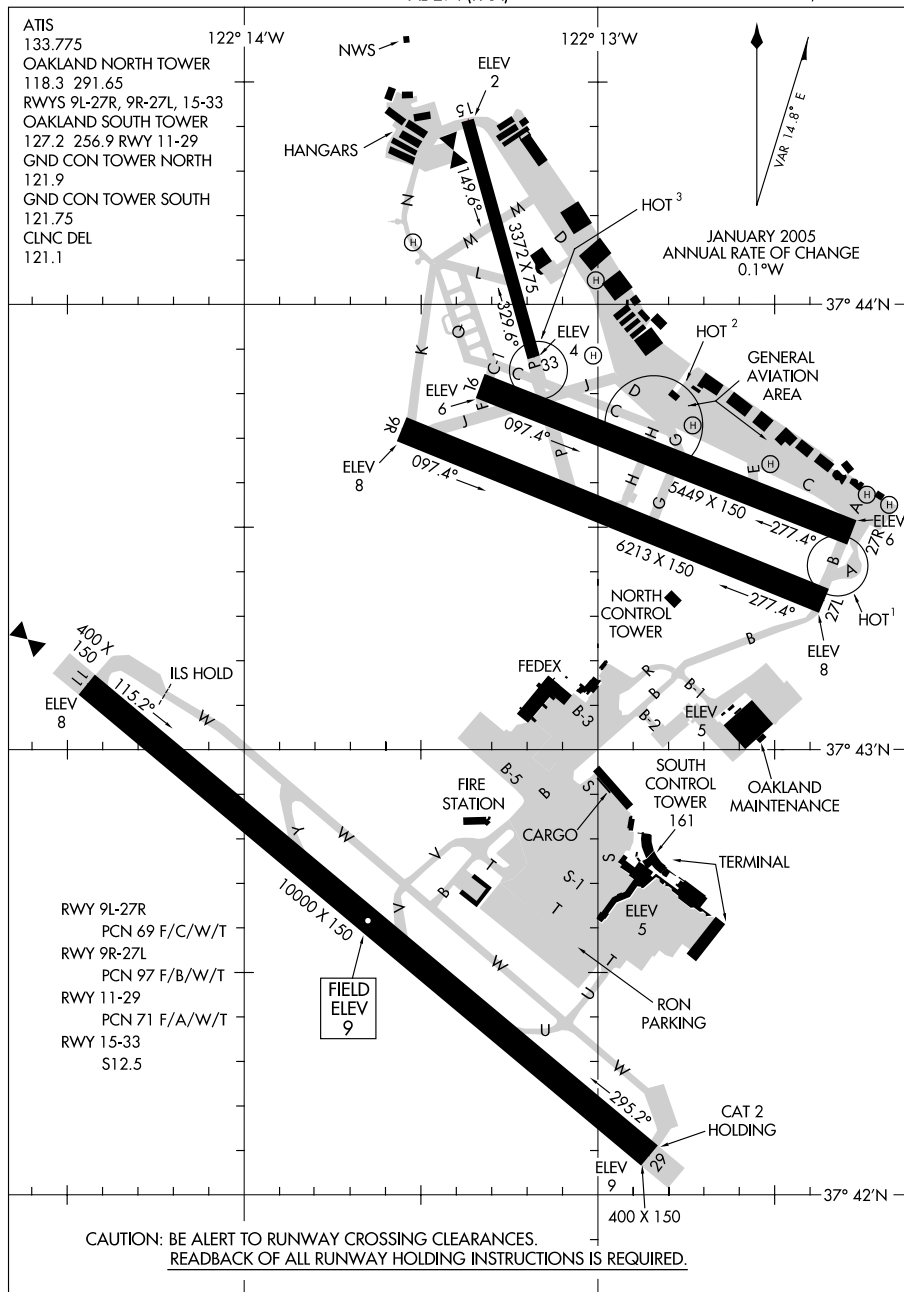 ATIS
133.775
OAKLAND NORTH TOWER
118.3 291.65
RWYS 9L-27R, 9R-27L, 15-33
OAKLAND SOUTH TOWER
127.2 256.9 RWY 11-29
GND CON TOWER NORTH
121.9
GND CON TOWER SOUTH
121.75
CLNC DEL
121.1
122°14'W
122°13'W
NWS
ELEV
2
15
HANGARS
VAR 14.8° E
JANUARY 2005
ANNUAL RATE OF CHANGE
0.1°W
HOT 3
149.6°
3372 X 75
329.6°
N
W
M
D
H
L
H
K
Q
37°44'N
ELEV
4
33
P
H
HOT 2
GENERAL
AVIATION
AREA
C-1
C
J
D
C
H
G
H
ELEV
6
9L
F
J
9R
ELEV
8
097.4°
097.4°
P
H
G
E
H
C
H
A
H
5449 X 150
277.4°
ELEV
6
27R
6213 X 150
277.4°
B
A
27L
HOT 1
ELEV
8
NORTH
CONTROL
TOWER
B
400 X
150
ILS HOLD
11
ELEV
8
115.2°
W
FEDEX
R
B
B-1
B-3
B-2
ELEV
5
37°43'N
B-5
B
S
SOUTH
CONTROL
TOWER
161
OAKLAND
MAINTENANCE
FIRE
STATION
CARGO
TERMINAL
Y
W
V
T
B
S
S-1
T
V
ELEV
5
10000 X 150
RWY 9L-27R
PCN 69 F/C/W/T
RWY 9R-27L
PCN 97 F/B/W/T
RWY 11-29
PCN 71 F/A/W/T
RWY 15-33
S12.5
FIELD
ELEV
9
W
T
U
RON
PARKING
U
W
295.2°
CAT 2
HOLDING
29
ELEV
9
400 X 150
37°42'N
CAUTION: BE ALERT TO RUNWAY CROSSING CLEARANCES.
READBACK OF ALL RUNWAY HOLDING INSTRUCTIONS IS REQUIRED.